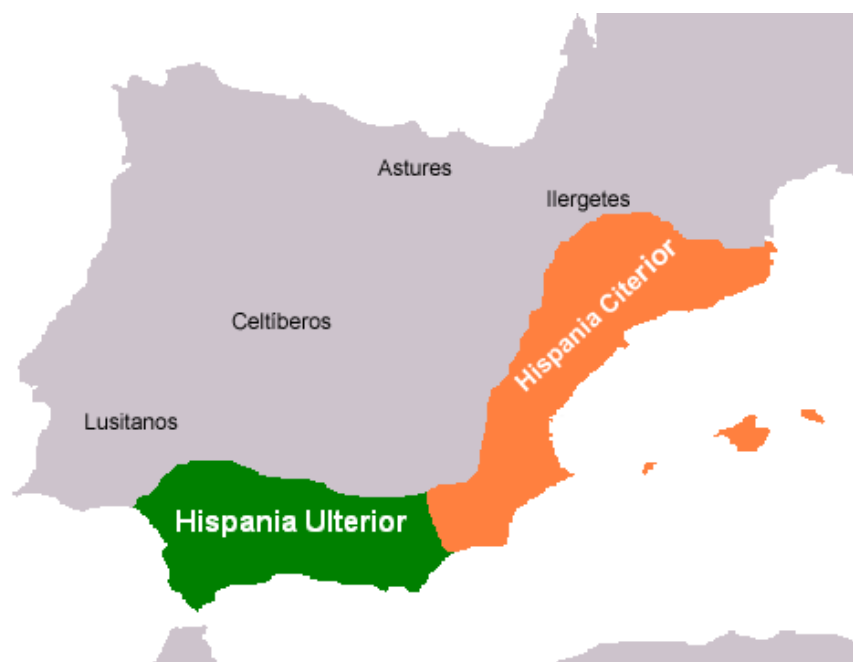 Astures
Ilergetes
Hispania Citerior
Celtíberos
Lusitanos
Hispania Ulterior